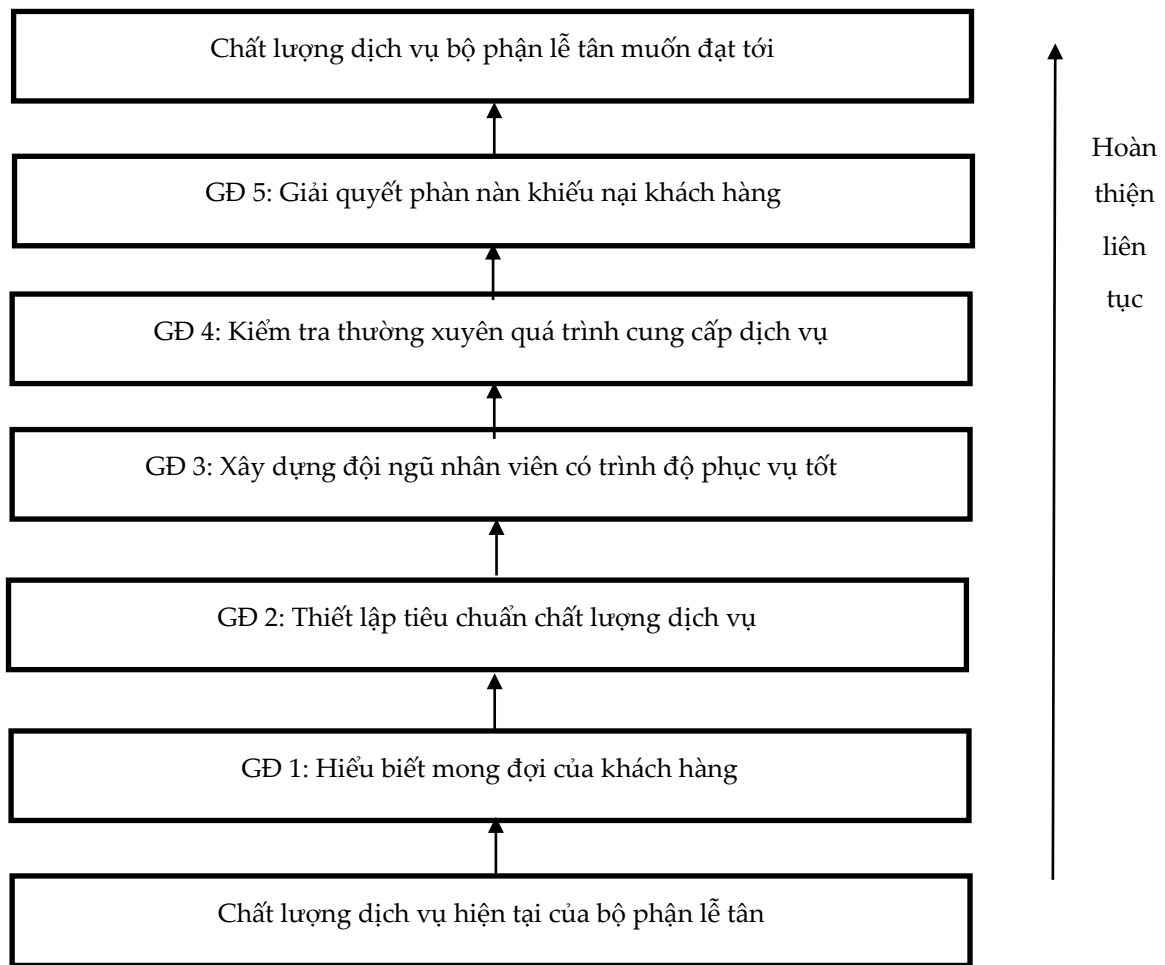 Chất lượng dịch vụ bộ phận lễ tân muốn đạt tới
GĐ 5: Giải quyết phàn nàn khiếu nại khách hàng
GĐ 4: Kiểm tra thường xuyên quá trình cung cấp dịch vụ
GĐ 3: Xây dựng đội ngũ nhân viên có trình độ phục vụ tốt
GĐ 2: Thiết lập tiêu chuẩn chất lượng dịch vụ
GĐ 1: Hiểu biết mong đợi của khách hàng
Chất lượng dịch vụ hiện tại của bộ phận lễ tân
Hoàn
thiện
liên
tục